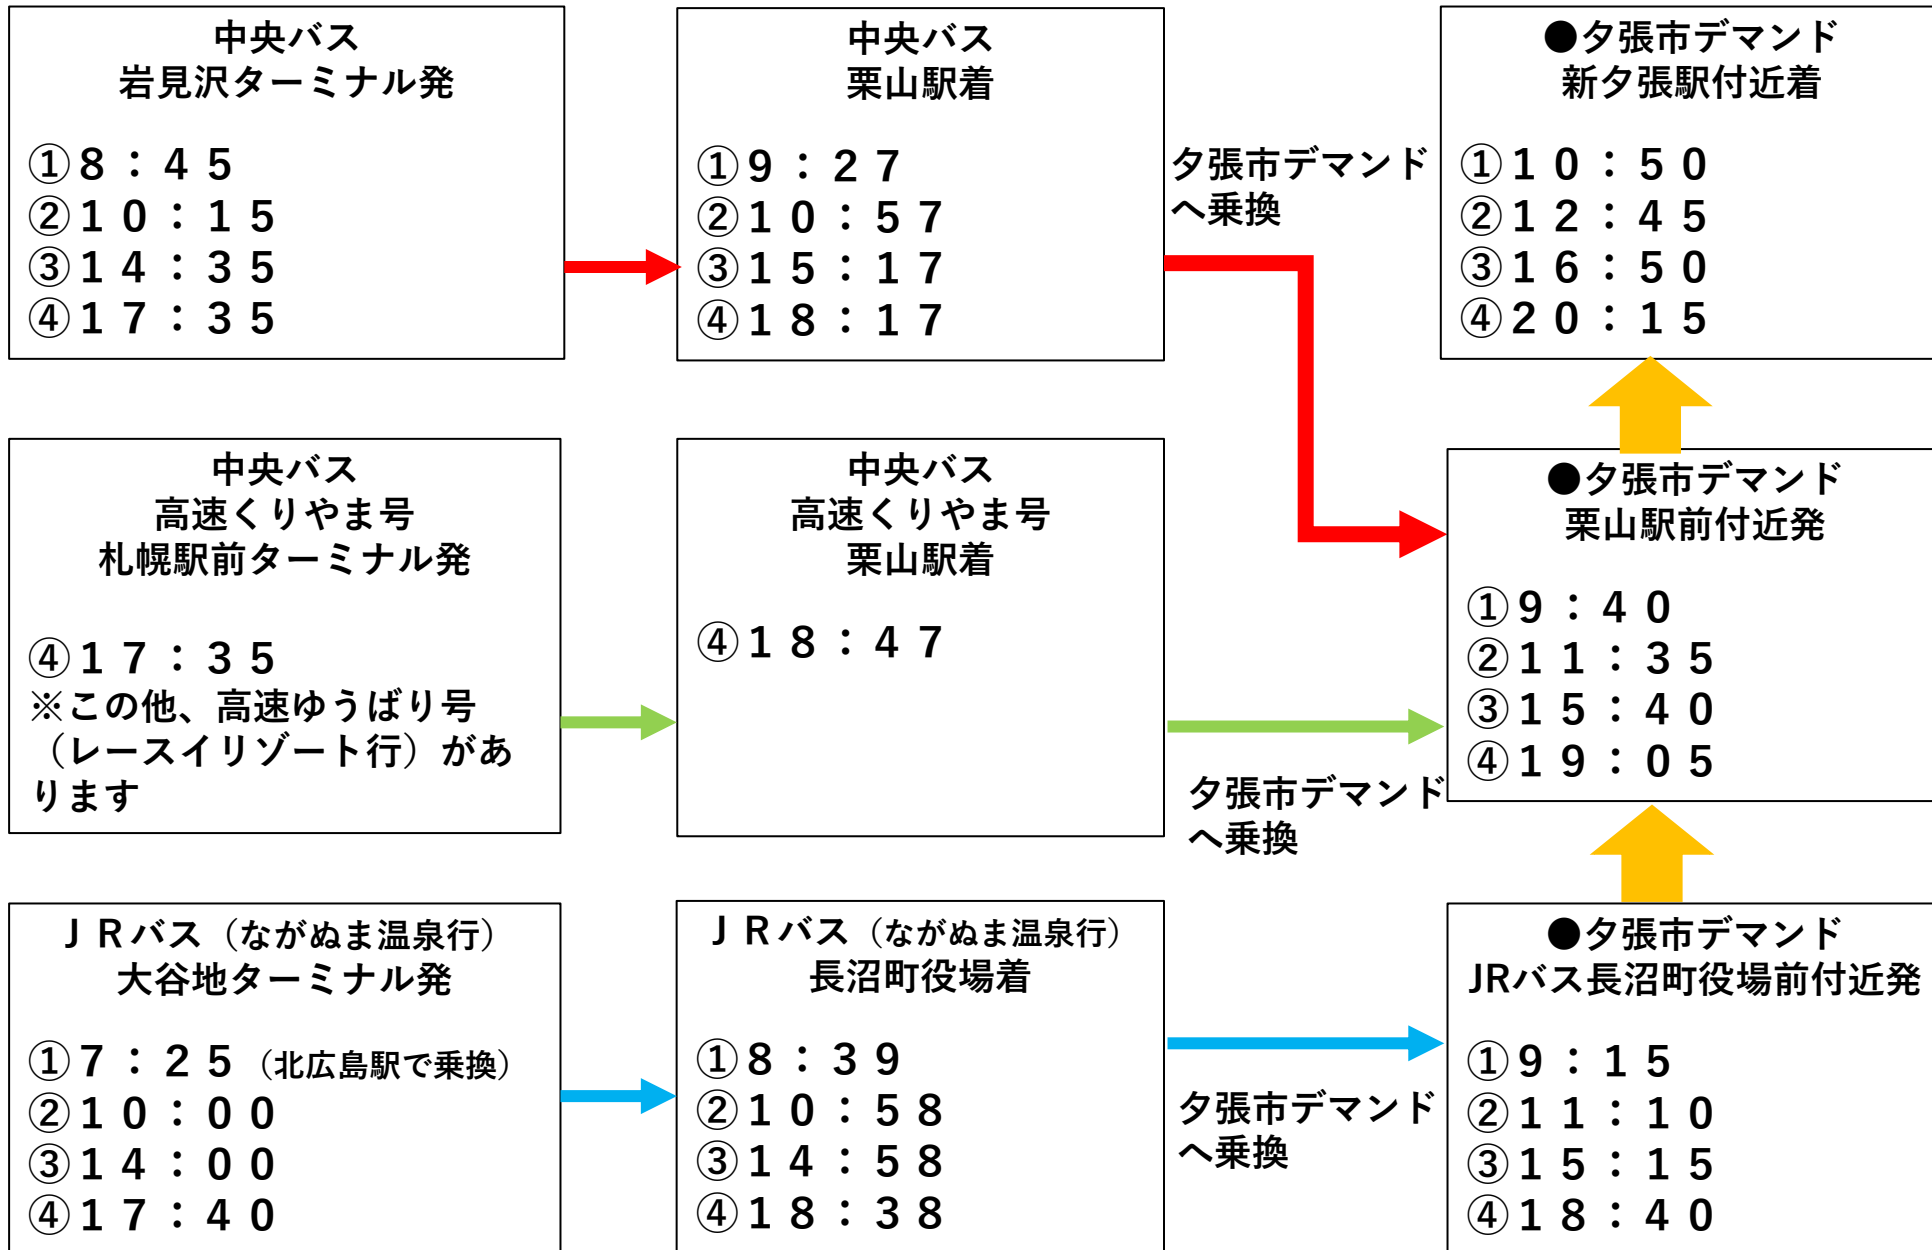 中央バス
岩見沢ターミナル発
①８：４５
②１０：１５
③１４：３５
④１７：３５
中央バス
栗山駅着
①９：２７
②１０：５７
③１５：１７
④１８：１７
夕張市デマンド
へ乗換
●夕張市デマンド
新夕張駅付近着
①１０：５０
②１２：４５
③１６：５０
④２０：１５
中央バス
高速くりやま号
札幌駅前ターミナル発
④１７：３５
※この他、高速ゆうばり号
（レースイリゾート行）があ
ります
中央バス
高速くりやま号
栗山駅着
④１８：４７
夕張市デマンド
へ乗換
●夕張市デマンド
栗山駅前付近発
①９：４０
②１１：３５
③１５：４０
④１９：０５
ＪＲバス（ながぬま温泉行）
大谷地ターミナル発
①７：２５（北広島駅で乗換）
②１０：００
③１４：００
④１７：４０
ＪＲバス（ながぬま温泉行）
長沼町役場着
①８：３９
②１０：５８
③１４：５８
④１８：３８
夕張市デマンド
へ乗換
●夕張市デマンド
JRバス長沼町役場前付近発
①９：１５
②１１：１０
③１５：１５
④１８：４０